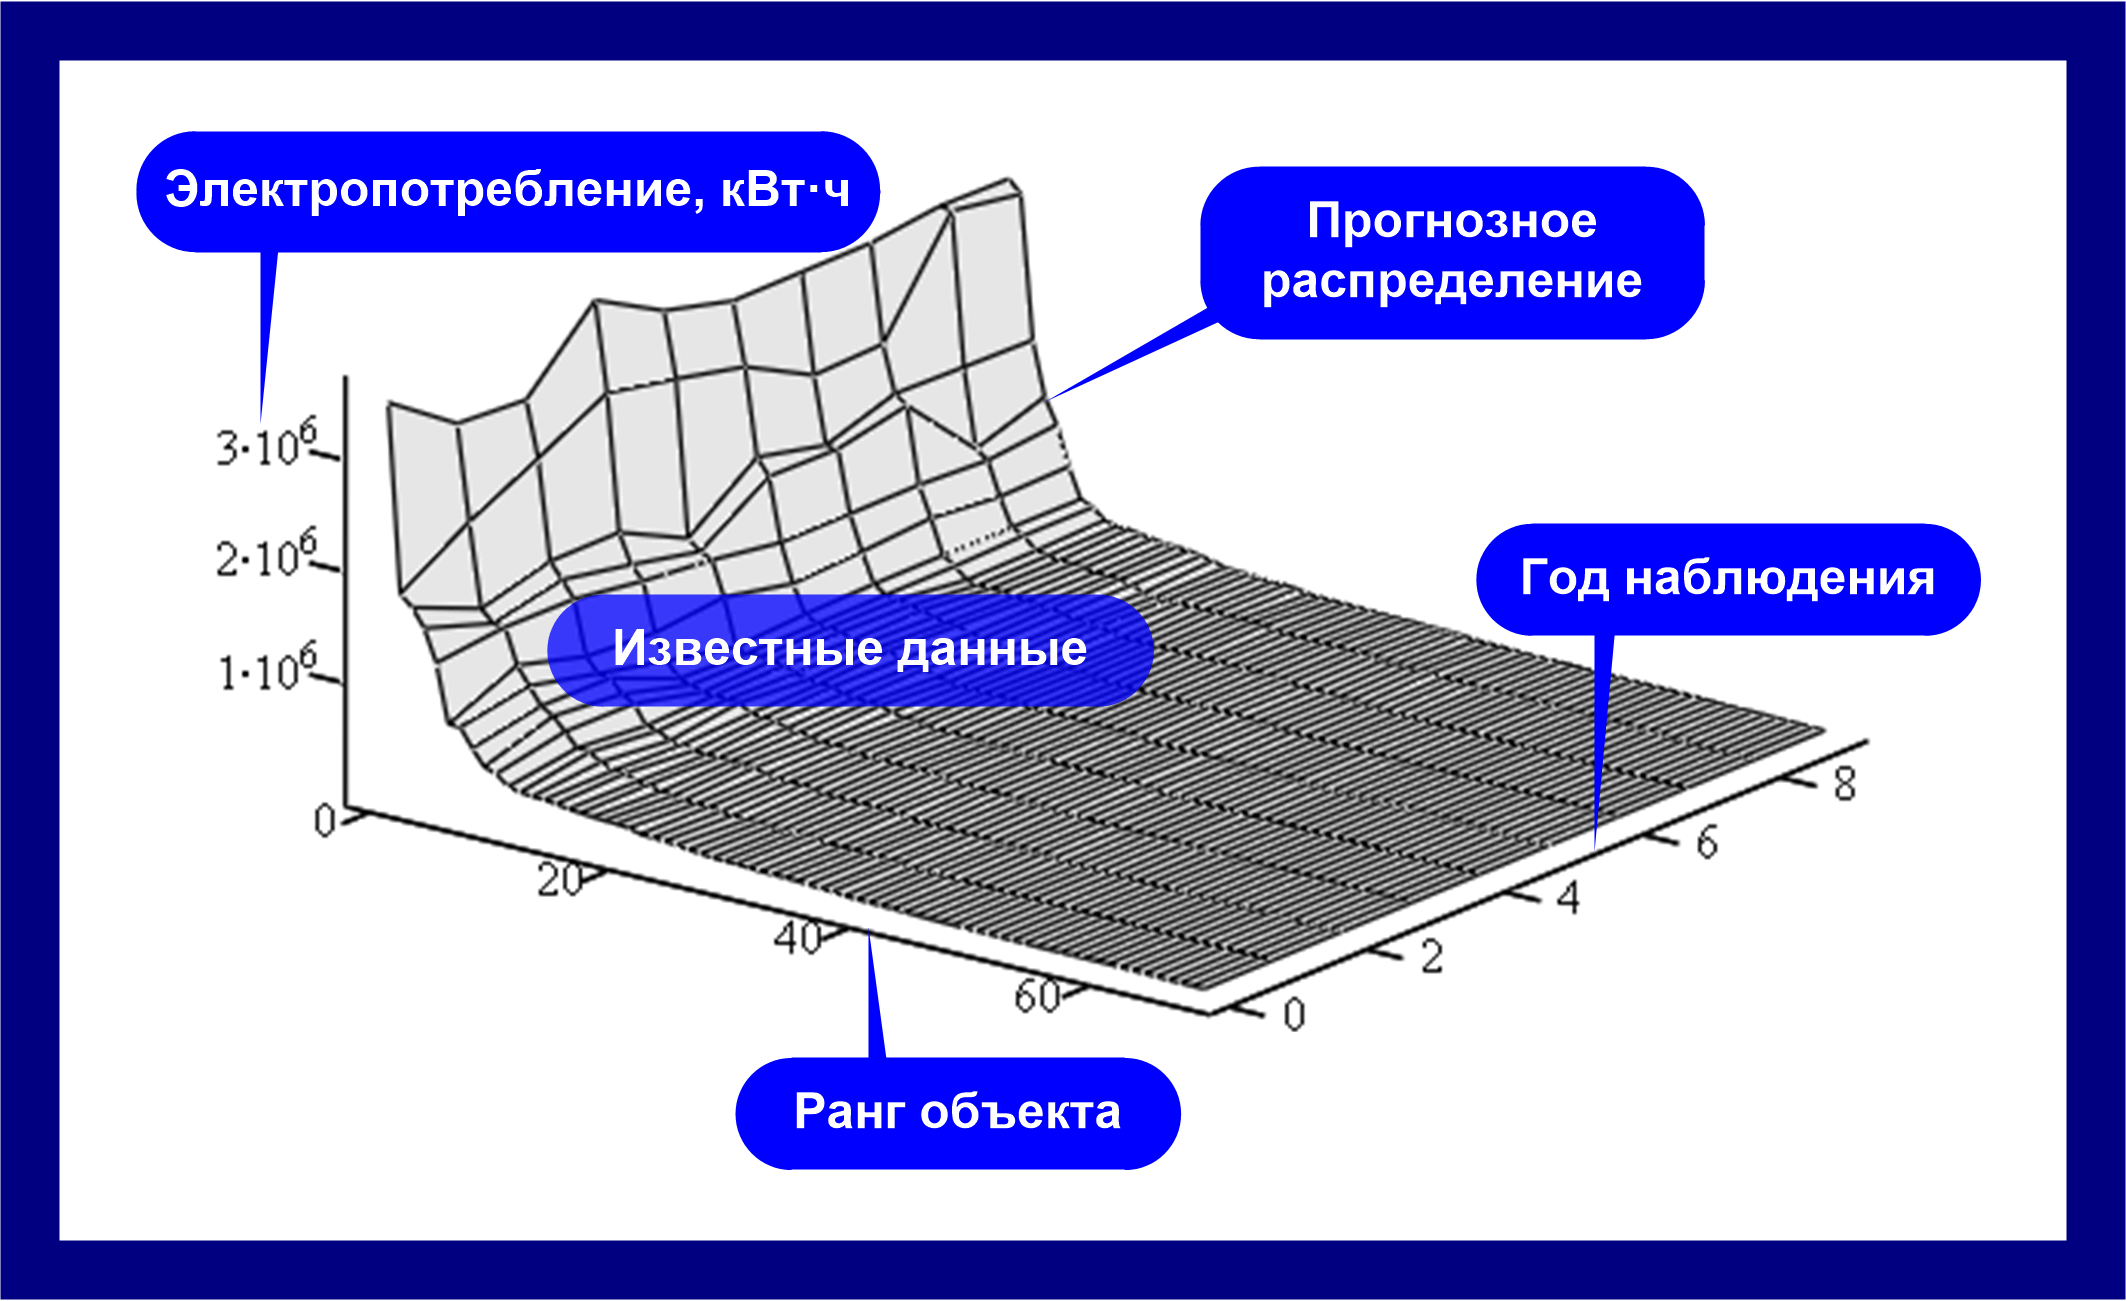 Электропотребление, кВт·ч
Прогнозное
распределение
3·10⁶
Год наблюдения
2·10⁶
Известные данные
1·10⁶
0
20
40
60
0
2
4
6
8
Ранг объекта